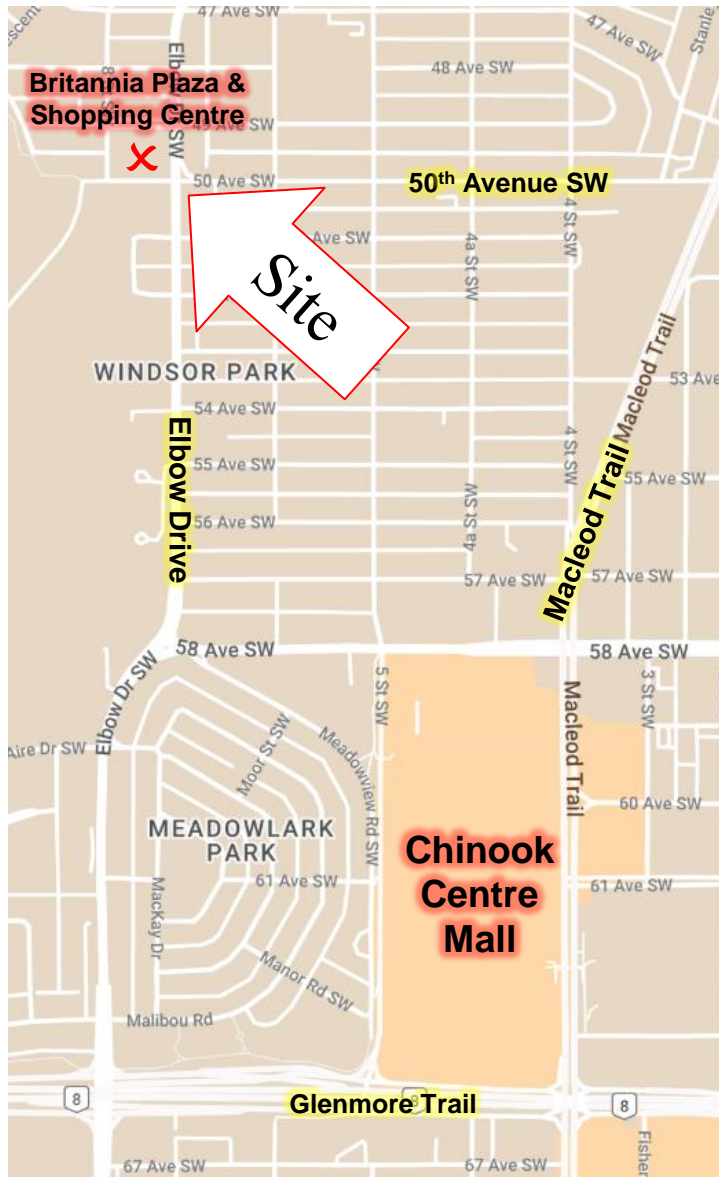 47 Ave SW
47 Ave SW
Stanle
escent
Elbow Dr SW
48 Ave SW
Britannia Plaza &
Shopping Centre
49 Ave SW
X
50 Ave SW
50th Avenue SW
4 St SW
Ave SW
4a St SW
Site
Macleod Trail
WINDSOR PARK
53 Ave
54 Ave SW
Elbow Drive
4 St SW
55 Ave SW
Macleod Trail
55 Ave SW
56 Ave SW
4a St SW
57 Ave SW
57 Ave SW
58 Ave SW
58 Ave SW
Elbow Dr SW
5 St SW
3 St SW
Macleod Trail
Aire Dr SW
Moor St SW
Meadowview Rd SW
60 Ave SW
MEADOWLARK
PARK
Chinook
Centre
Mall
61 Ave SW
61 Ave SW
MacKay Dr
Manor Rd SW
Malibou Rd
8
Glenmore Trail
8
8
Fisher
67 Ave SW
67 Ave SW